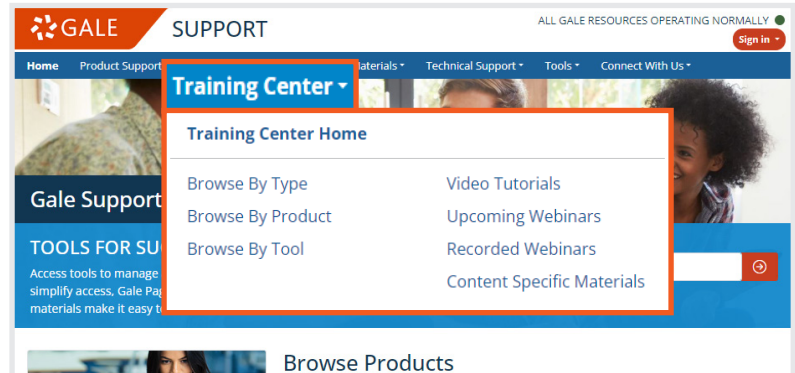 GALE SUPPORT
ALL GALE RESOURCES OPERATING NORMALLY
Sign in
Home Product Support Training Center Materials Technical Support Tools Connect With Us
Training Center Home
Browse By Type
Browse By Product
Browse By Tool
Video Tutorials
Upcoming Webinars
Recorded Webinars
Content Specific Materials
Gale Support
TOOLS FOR
Access tools to manage
simplify access, Gale
materials make it easy
Browse Products